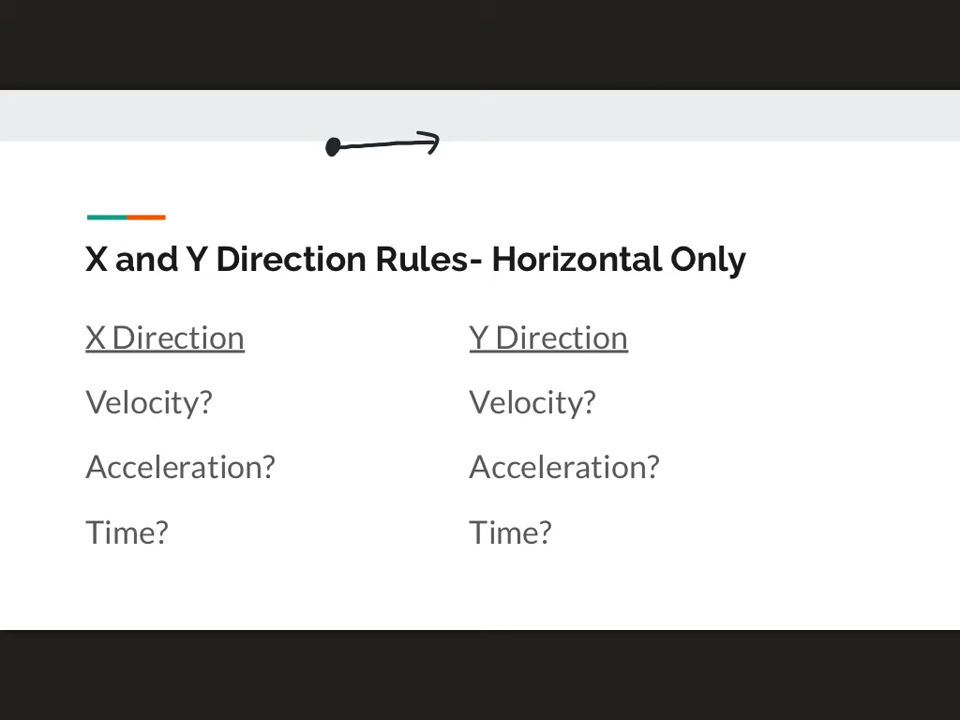 X and Y Direction Rules- Horizontal Only
X Direction
Velocity?
Acceleration?
Time?
Y Direction
Velocity?
Acceleration?
Time?